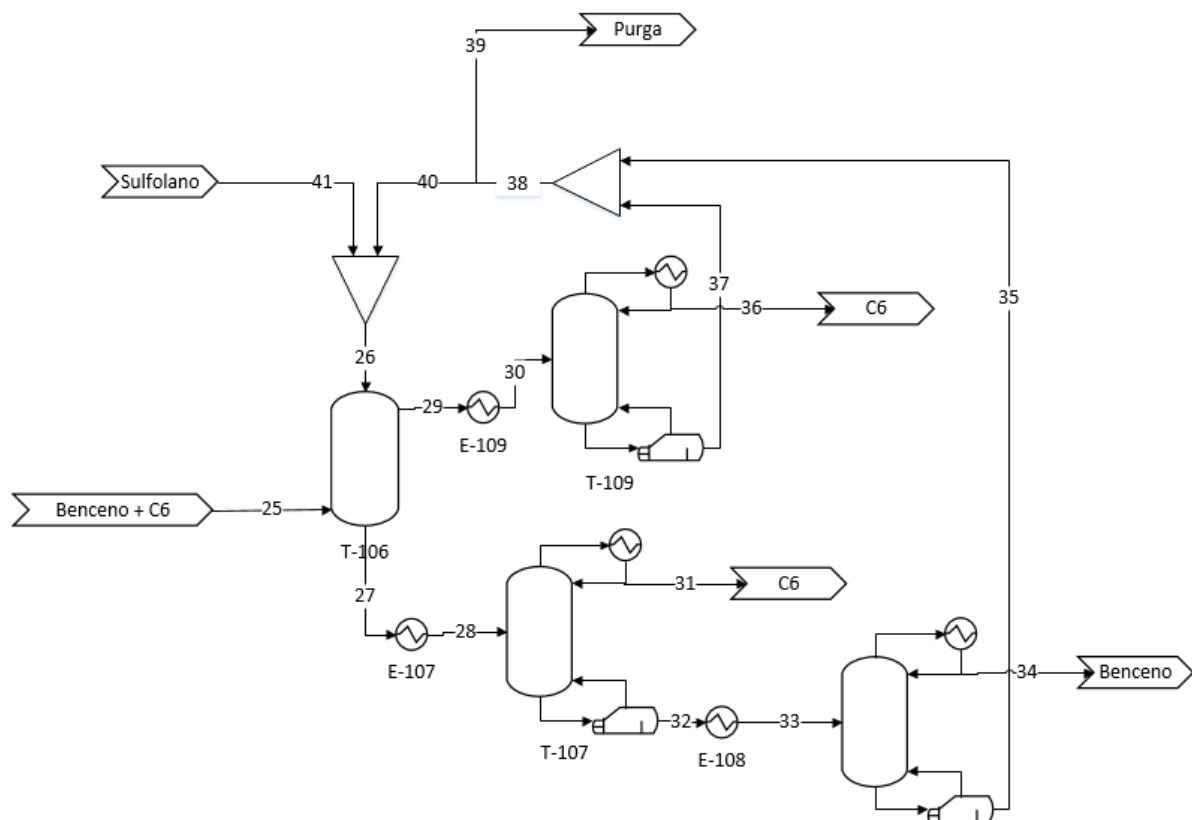 Purga
39
Sulfolano
41
40
38
37
35
36
C6
26
30
29
E-109
T-109
Benceno + C6
25
T-106
31
C6
27
28
E-107
34
Benceno
32
33
T-107
E-108